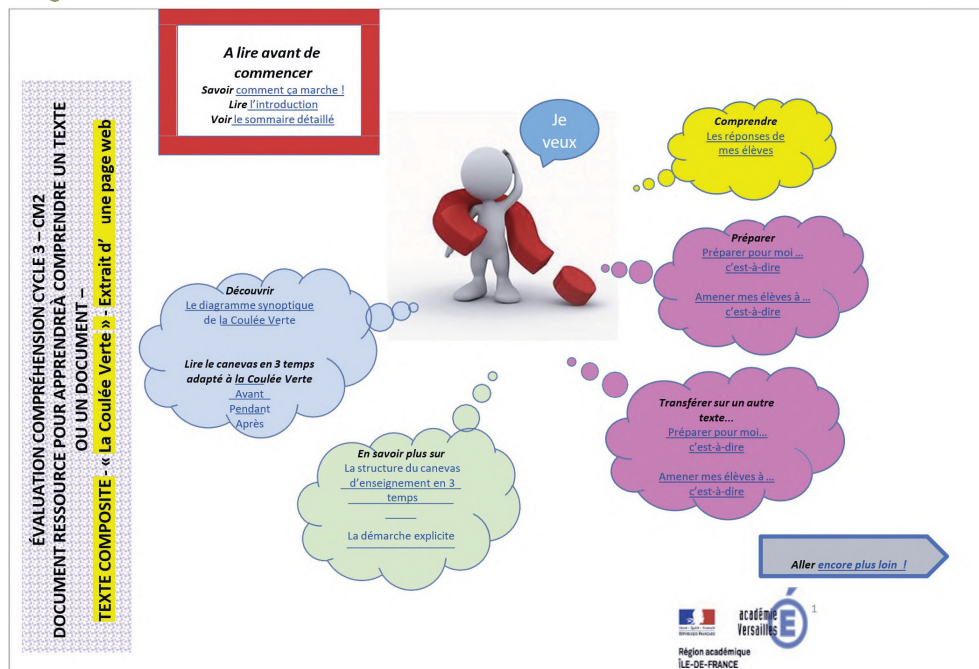 ÉVALUATION COMPRÉHENSION CYCLE 3 – CM2
DOCUMENT RESSOURCE POUR APPRENDREÀ COMPRENDRE UN TEXTE
OU UN DOCUMENT –
TEXTE COMPOSITE - « La Coulée Verte » - Extrait d’ une page web
A lire avant de
commencer
Savoir comment ça marche !
Lire l’introduction
Voir le sommaire détaillé
Je
veux
Comprendre
Les réponses de
mes élèves
Préparer
Préparer pour moi …
c’est-à-dire
Amener mes élèves à …
c’est-à-dire
Découvrir
Le diagramme synoptique
de la Coulée Verte
Lire le canevas en 3 temps
adapté à la Coulée Verte
Avant
Pendant
Après
Transférer sur un autre
texte...
Préparer pour moi...
c’est-à-dire
Amener mes élèves à …
c’est-à-dire
En savoir plus sur
La structure du canevas
d’enseignement en 3
temps
La démarche explicite
Aller encore plus loin !
1
académie
Versailles
É
RÉPUBLIQUE FRANÇAISE
Région académique
ÎLE-DE-FRANCE